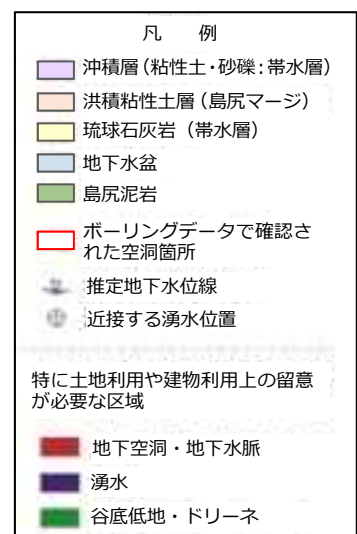 凡 例
沖積層（粘性土・砂礫：帯水層）
洪積粘性土層（島尻マージ）
琉球石灰岩（帯水層）
地下水盆
島尻泥岩
ボーリングデータで確認さ
れた空洞箇所
推定地下水位線
近接する湧水位置
特に土地利用や建物利用上の留意
が必要な区域
地下空洞・地下水脈
湧水
谷底低地・ドリーネ